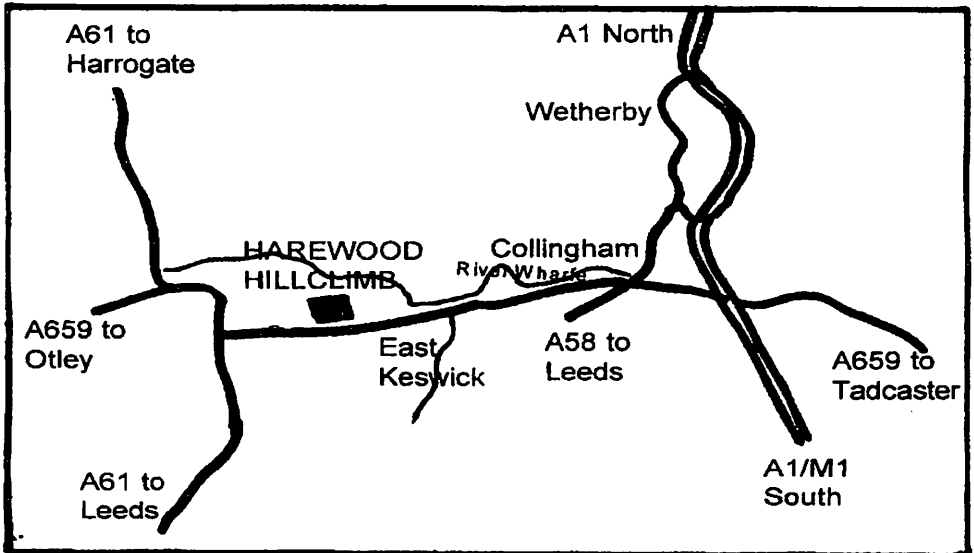 A61 to
Harrogate
A1 North
Wetherby
HAREWOOD
HILLCLIMB
Collingham
River Wharfe
A659 to
Otley
East
Keswick
A58 to
Leeds
A659 to
Tadcaster
A61 to
Leeds
A1/M1
South